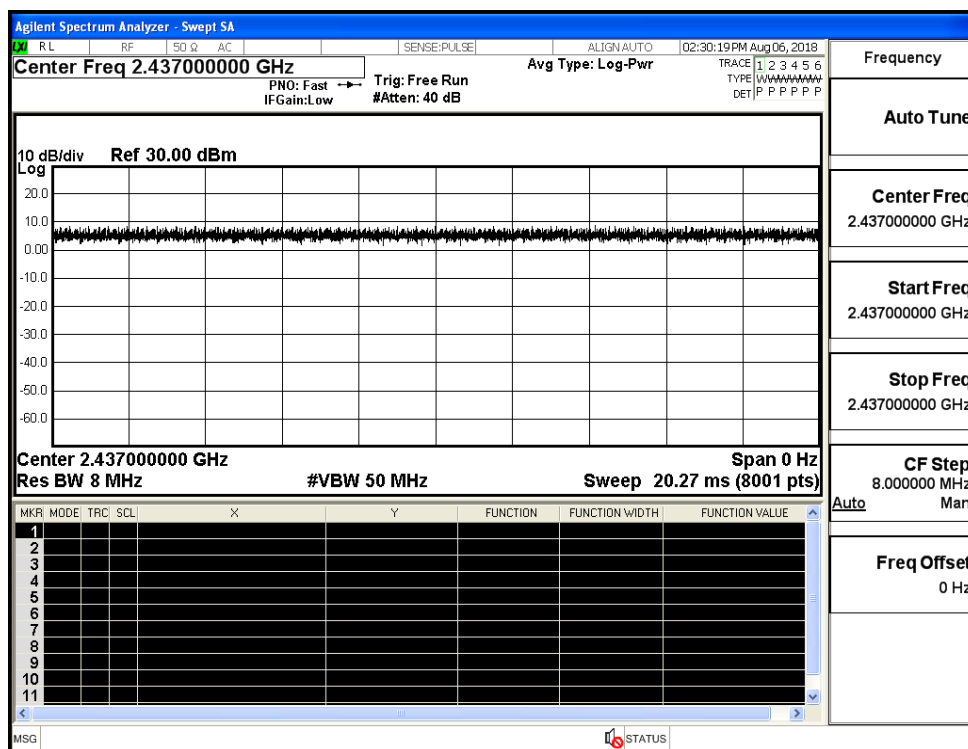 Agilent Spectrum Analyzer - Swept SA
LXI RL RF 50 Ω AC SENSE:PULSE ALIGN AUTO 02:30:19 PM Aug 06, 2018
Center Freq 2.437000000 GHz
PNO: Fast
IFGain:Low
Trig: Free Run
#Atten: 40 dB
Avg Type: Log-Pwr
TRACE 1 2 3 4 5 6
TYPE WWWWWW
DET P P P P P P
10 dB/div Ref 30.00 dBm
Log
20.0
10.0
0.00
-10.0
-20.0
-30.0
-40.0
-50.0
-60.0
Center 2.437000000 GHz Span 0 Hz
Res BW 8 MHz #VBW 50 MHz Sweep 20.27 ms (8001 pts)
MKR MODE TRC SCL X Y FUNCTION FUNCTION WIDTH FUNCTION VALUE
1
2
3
4
5
6
7
8
9
10
11
MSG STATUS
Frequency
Auto Tune
Center Freq
2.437000000 GHz
Start Freq
2.437000000 GHz
Stop Freq
2.437000000 GHz
CF Step
8.000000 MHz
Auto Man
Freq Offset
0 Hz